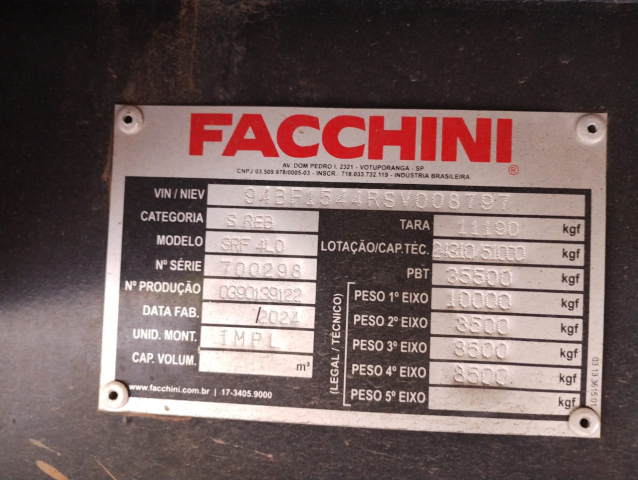 FACCHINI
®
AV. DOM PEDRO I, 2321 - VOTUPORANGA - SP
CNPJ 03.509.978/0005-03 - INSCR.: 718.033.732.119 - INDÚSTRIA BRASILEIRA
VIN / NIEV 94BF1544RSV008797
CATEGORIA S REB
MODELO SRF 4LO
Nº SÉRIE 700298
Nº PRODUÇÃO 0390139122
DATA FAB. /2024
UNID. MONT. IMPL
CAP. VOLUM. m³
www.facchini.com.br | 17-3405.9000
TARA 11190 kgf
LOTAÇÃO/CAP.TÉC. 24310/51000 kgf
PBT 35500 kgf
(LEGAL / TÉCNICO)
PESO 1º EIXO 10000 kgf
PESO 2º EIXO 8500 kgf
PESO 3º EIXO 8500 kgf
PESO 4º EIXO 8500 kgf
PESO 5º EIXO kgf